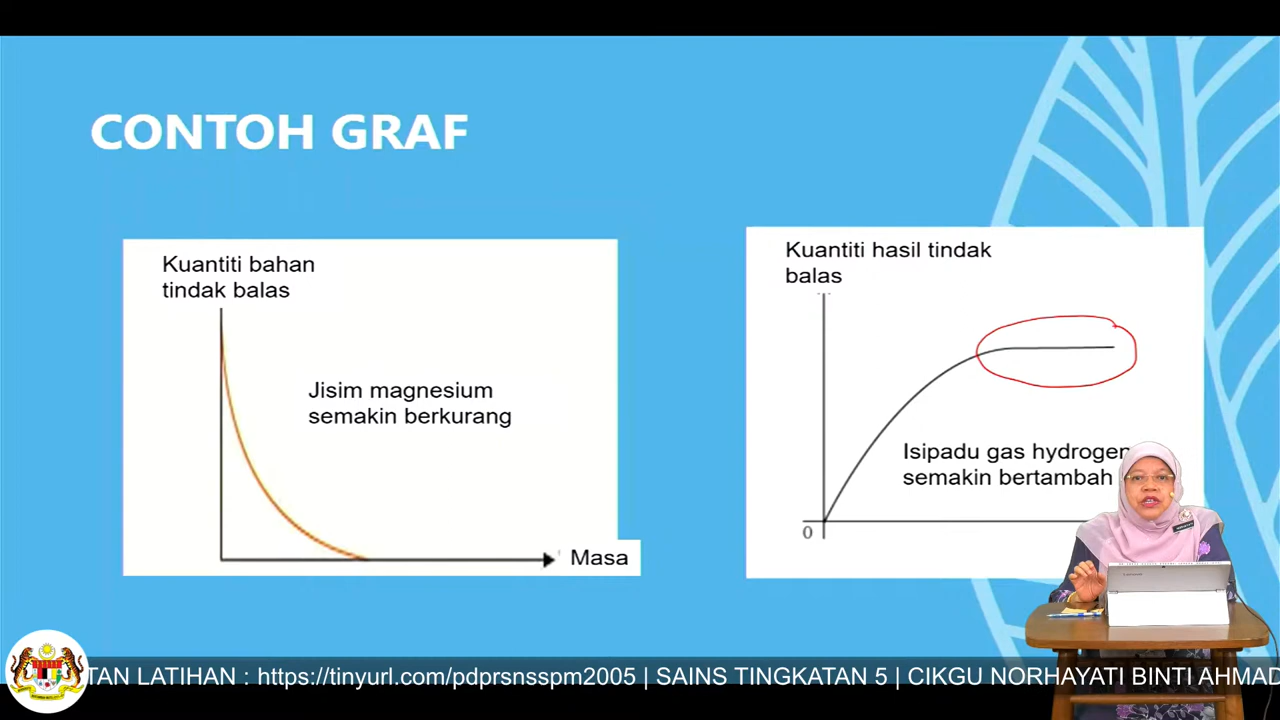 CONTOH GRAF
Kuantiti bahan
tindak balas
Jisim magnesium
semakin berkurang
Masa
Kuantiti hasil tindak
balas
Isipadu gas hydrogen
semakin bertambah
0
TAN LATIHAN : https://tinyurl.com/pdprsnsspm2005 | SAINS TINGKATAN 5 | CIKGU NORHAYATI BINTI AHMAD